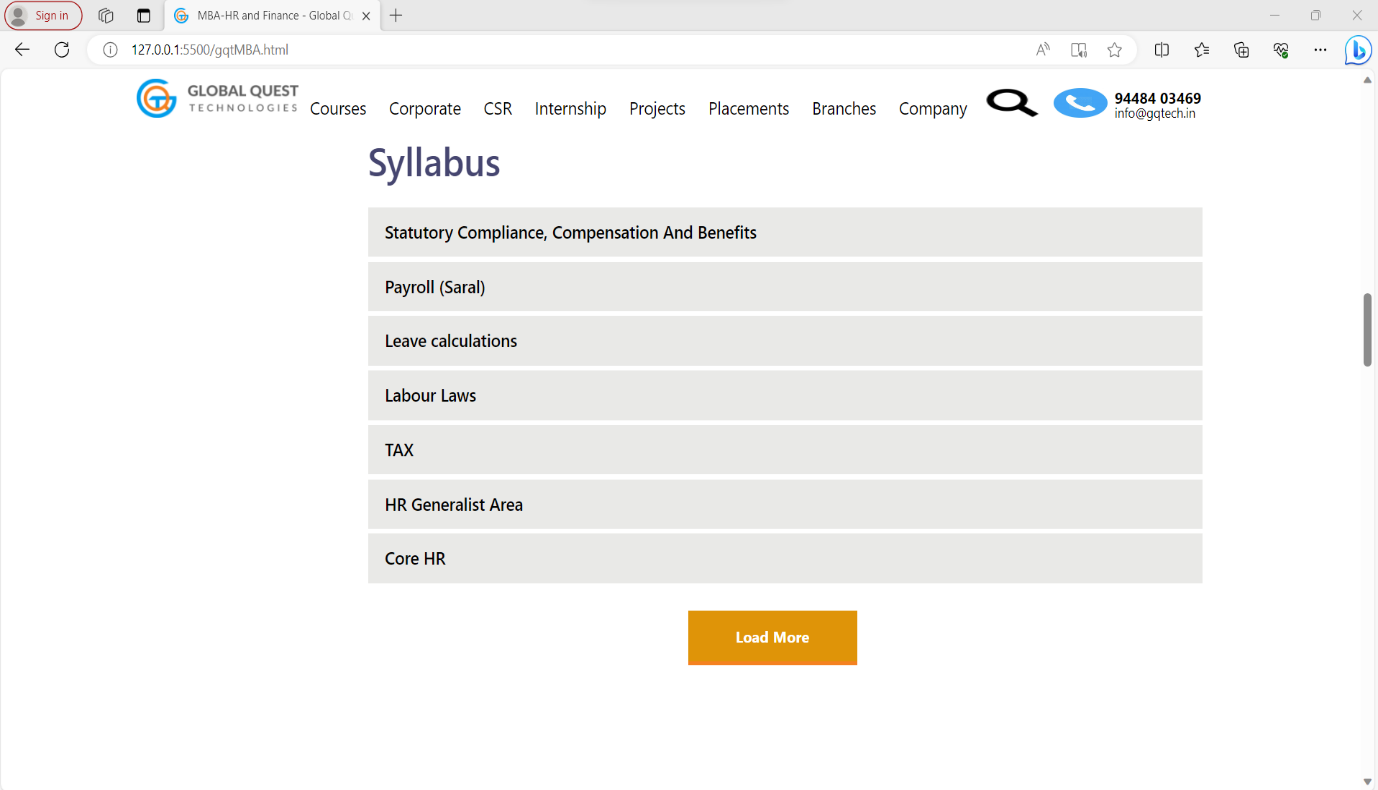 Sign in
MBA-HR and Finance - Global Q
127.0.0.1:5500/gqtMBA.html
GLOBAL QUEST
TECHNOLOGIES
Courses Corporate CSR Internship Projects Placements Branches Company
94484 03469
info@gqtech.in
Syllabus
Statutory Compliance, Compensation And Benefits
Payroll (Saral)
Leave calculations
Labour Laws
TAX
HR Generalist Area
Core HR
Load More